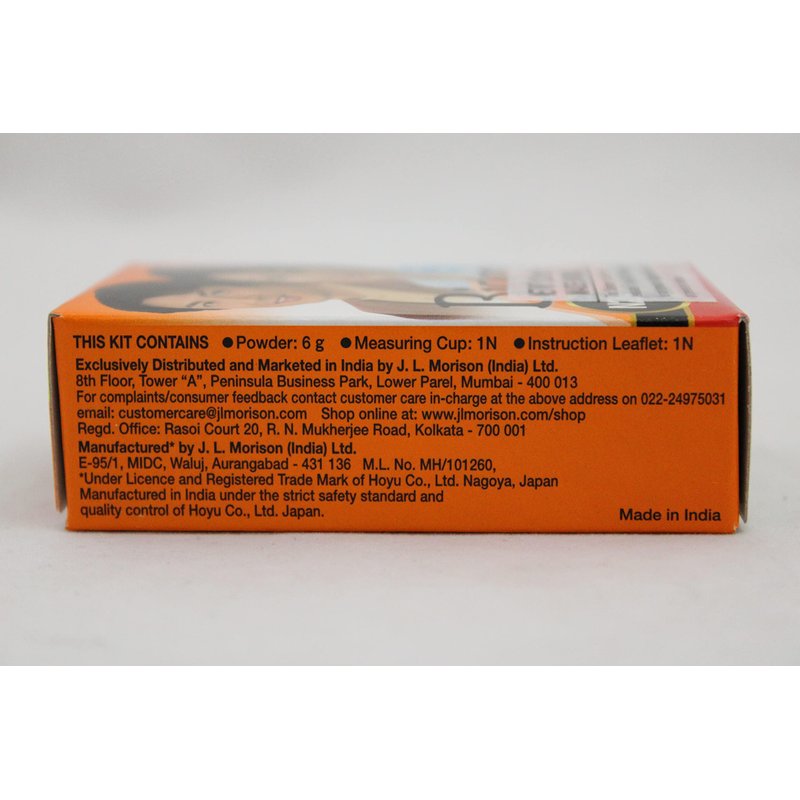 THIS KIT CONTAINS ● Powder: 6 g ● Measuring Cup: 1N ● Instruction Leaflet: 1N
Exclusively Distributed and Marketed in India by J. L. Morison (India) Ltd.
8th Floor, Tower “A”, Peninsula Business Park, Lower Parel, Mumbai - 400 013
For complaints/consumer feedback contact customer care in-charge at the above address on 022-24975031
email: customercare@jlmorison.com Shop online at: www.jlmorison.com/shop
Regd. Office: Rasoi Court 20, R. N. Mukherjee Road, Kolkata - 700 001
Manufactured* by J. L. Morison (India) Ltd.
E-95/1, MIDC, Waluj, Aurangabad - 431 136 M.L. No. MH/101260,
*Under Licence and Registered Trade Mark of Hoyu Co., Ltd. Nagoya, Japan
Manufactured in India under the strict safety standard and
quality control of Hoyu Co., Ltd. Japan.
Made in India